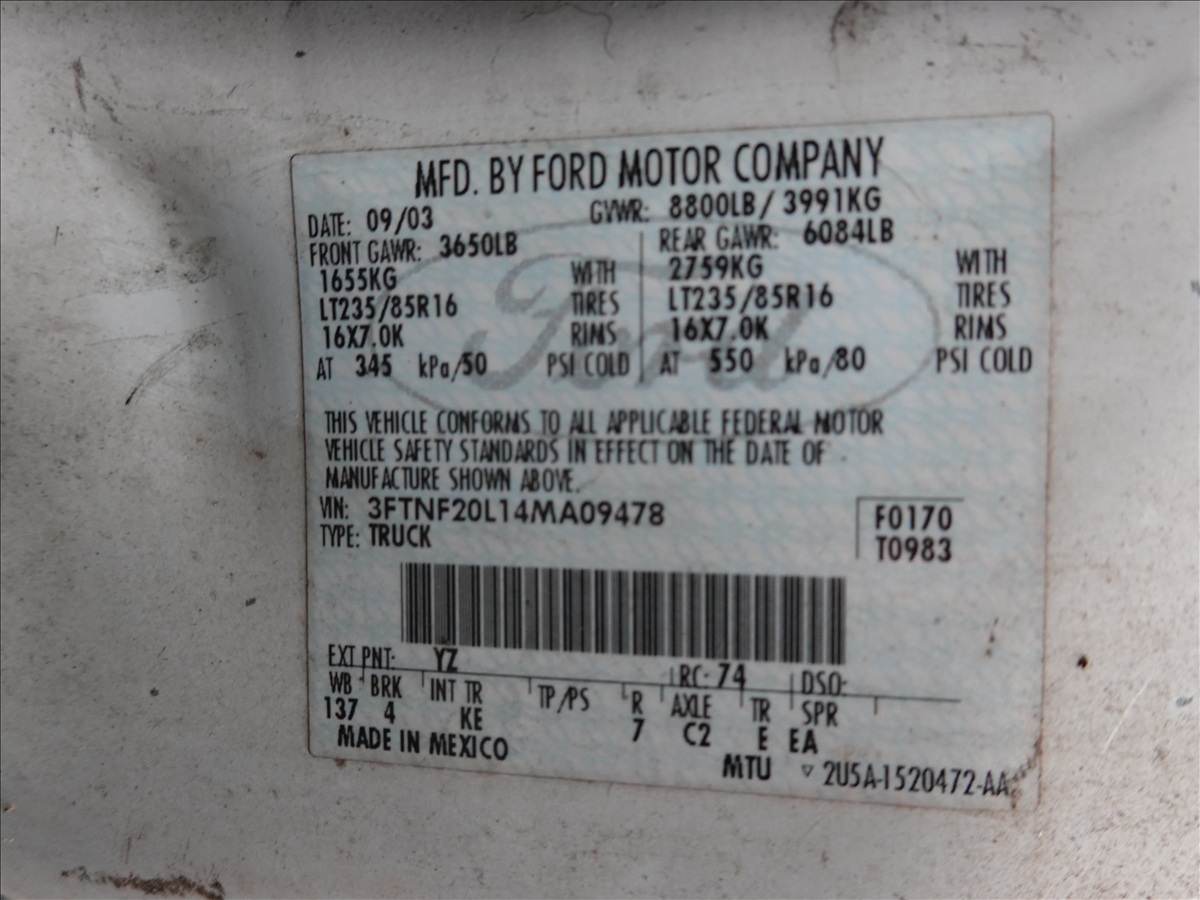 MFD. BY FORD MOTOR COMPANY
DATE: 09/03 GVWR: 8800LB / 3991KG
FRONT GAWR: 3650LB REAR GAWR: 6084LB
1655KG WITH 2759KG WITH
LT235/85R16 TIRES LT235/85R16 TIRES
16X7.0K RIMS 16X7.0K RIMS
AT 345 kPa/50 PSI COLD AT 550 kPa/80 PSI COLD
Ford
THIS VEHICLE CONFORMS TO ALL APPLICABLE FEDERAL MOTOR
VEHICLE SAFETY STANDARDS IN EFFECT ON THE DATE OF
MANUFACTURE SHOWN ABOVE.
VIN: 3FTNF20L14MA09478 F0170
TYPE: TRUCK T0983
EXT PNT: YZ RC: 74 DSO:
WB BRK INT TR TP/PS R AXLE TR SPR
137 4 KE 7 C2 E EA
MADE IN MEXICO MTU ▽ 2U5A-1520472-AA